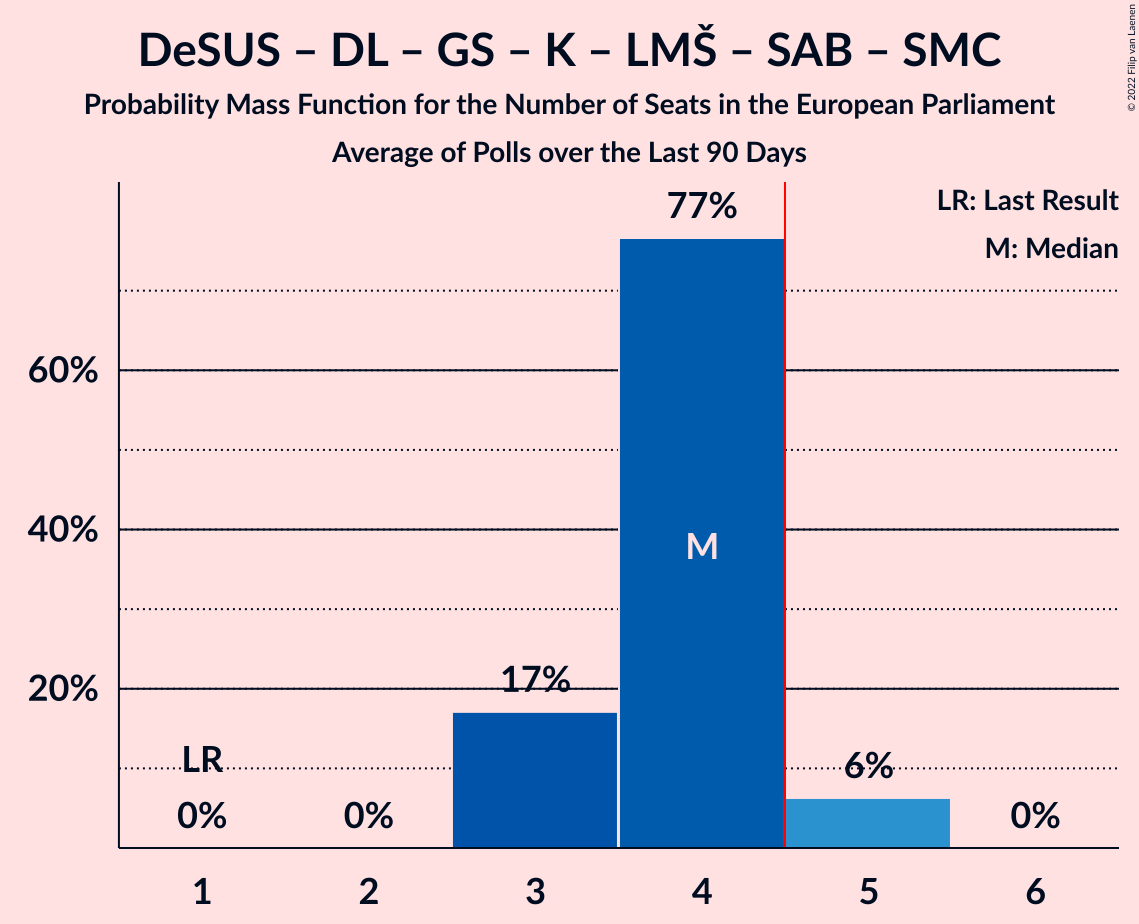 DeSUS – DL – GS – K – LMŠ – SAB – SMC
Probability Mass Function for the Number of Seats in the European Parliament
Average of Polls over the Last 90 Days
© 2022 Filip van Laenen
LR: Last Result
M: Median
77%
60%
40%
M
20%
17%
LR
6%
0%
0%
0%
1
2
3
4
5
6